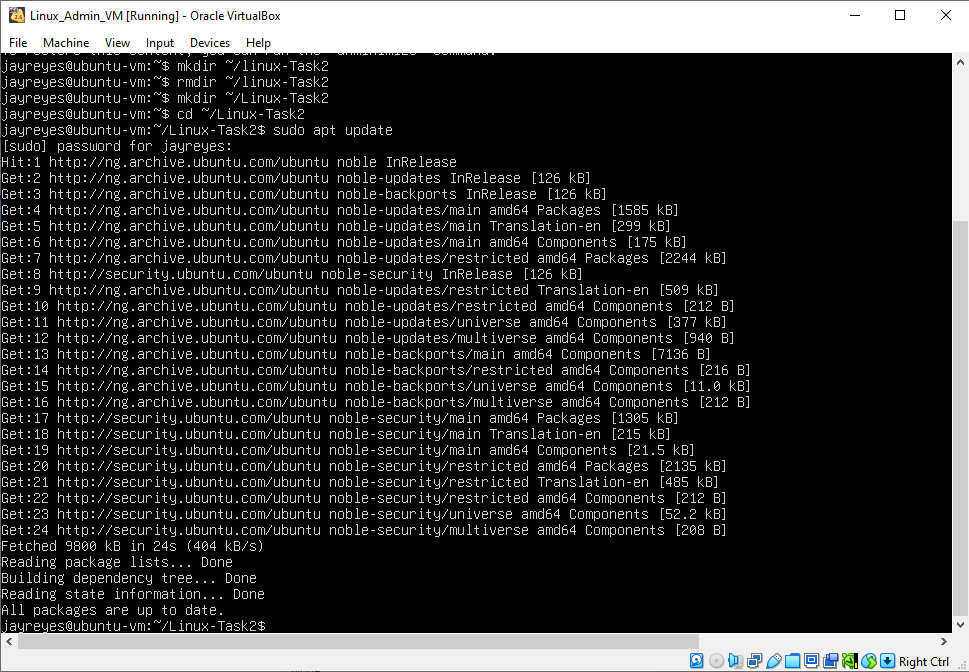 Linux_Admin_VM [Running] - Oracle VirtualBox
File Machine View Input Devices Help
To restore this content, you can run the 'unminimize' command.
jayreyes@ubuntu-vm:~$ mkdir ~/linux-Task2
jayreyes@ubuntu-vm:~$ rmdir ~/linux-Task2
jayreyes@ubuntu-vm:~$ mkdir ~/Linux-Task2
jayreyes@ubuntu-vm:~$ cd ~/Linux-Task2
jayreyes@ubuntu-vm:~/Linux-Task2$ sudo apt update
[sudo] password for jayreyes:
Hit:1 http://ng.archive.ubuntu.com/ubuntu noble InRelease
Get:2 http://ng.archive.ubuntu.com/ubuntu noble-updates InRelease [126 kB]
Get:3 http://ng.archive.ubuntu.com/ubuntu noble-backports InRelease [126 kB]
Get:4 http://ng.archive.ubuntu.com/ubuntu noble-updates/main amd64 Packages [1585 kB]
Get:5 http://ng.archive.ubuntu.com/ubuntu noble-updates/main Translation-en [299 kB]
Get:6 http://ng.archive.ubuntu.com/ubuntu noble-updates/main amd64 Components [175 kB]
Get:7 http://ng.archive.ubuntu.com/ubuntu noble-updates/restricted amd64 Packages [2244 kB]
Get:8 http://security.ubuntu.com/ubuntu noble-security InRelease [126 kB]
Get:9 http://ng.archive.ubuntu.com/ubuntu noble-updates/restricted Translation-en [509 kB]
Get:10 http://ng.archive.ubuntu.com/ubuntu noble-updates/restricted amd64 Components [212 B]
Get:11 http://ng.archive.ubuntu.com/ubuntu noble-updates/universe amd64 Components [377 kB]
Get:12 http://ng.archive.ubuntu.com/ubuntu noble-updates/multiverse amd64 Components [940 B]
Get:13 http://ng.archive.ubuntu.com/ubuntu noble-backports/main amd64 Components [7136 B]
Get:14 http://ng.archive.ubuntu.com/ubuntu noble-backports/restricted amd64 Components [216 B]
Get:15 http://ng.archive.ubuntu.com/ubuntu noble-backports/universe amd64 Components [11.0 kB]
Get:16 http://ng.archive.ubuntu.com/ubuntu noble-backports/multiverse amd64 Components [212 B]
Get:17 http://security.ubuntu.com/ubuntu noble-security/main amd64 Packages [1305 kB]
Get:18 http://security.ubuntu.com/ubuntu noble-security/main Translation-en [215 kB]
Get:19 http://security.ubuntu.com/ubuntu noble-security/main amd64 Components [21.5 kB]
Get:20 http://security.ubuntu.com/ubuntu noble-security/restricted amd64 Packages [2135 kB]
Get:21 http://security.ubuntu.com/ubuntu noble-security/restricted Translation-en [485 kB]
Get:22 http://security.ubuntu.com/ubuntu noble-security/restricted amd64 Components [212 B]
Get:23 http://security.ubuntu.com/ubuntu noble-security/universe amd64 Components [52.2 kB]
Get:24 http://security.ubuntu.com/ubuntu noble-security/multiverse amd64 Components [208 B]
Fetched 9800 kB in 24s (404 kB/s)
Reading package lists... Done
Building dependency tree... Done
Reading state information... Done
All packages are up to date.
jayreyes@ubuntu-vm:~/Linux-Task2$
Right Ctrl